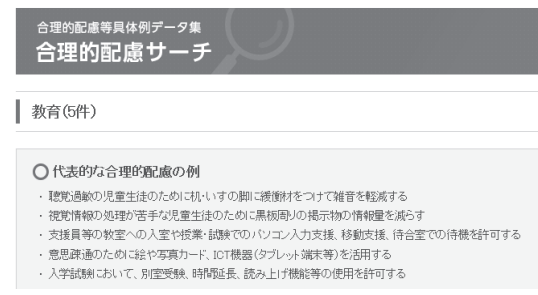 合理的配慮等具体例データ集
合理的配慮サーチ
教育(5件)
○代表的な合理的配慮の例
・ 聴覚過敏の児童生徒のために机・いすの脚に緩衝材をつけて雑音を軽減する
・ 視覚情報の処理が苦手な児童生徒のために黒板周りの掲示物の情報量を減らす
・ 支援員等の教室への入室や授業・試験でのパソコン入力支援、移動支援、待合室での待機を許可する
・ 意思疎通のために絵や写真カード、ICT機器(タブレット端末等)を活用する
・ 入学試験において、別室受験、時間延長、読み上げ機能等の使用を許可する